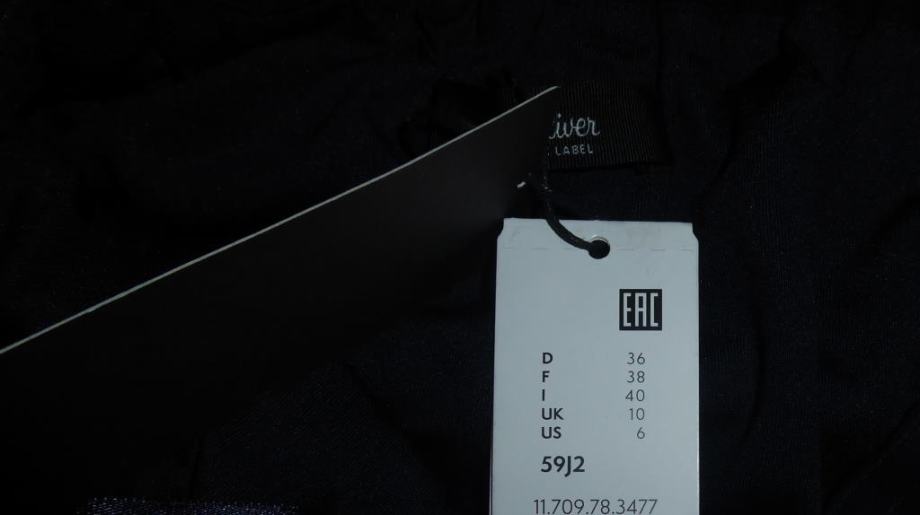 iver
LABEL
EAC
D 36
F 38
I 40
UK 10
US 6
59J2
11.709.78.3477